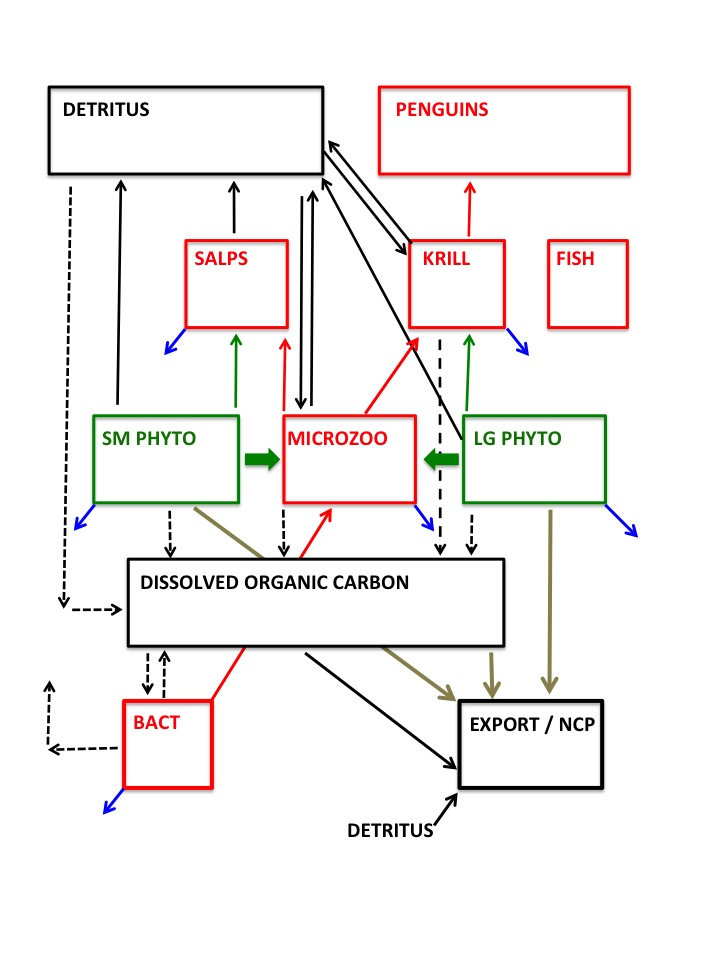 DETRITUS
PENGUINS
SALPS
KRILL
FISH
SM PHYTO
MICROZOO
LG PHYTO
DISSOLVED ORGANIC CARBON
BACT
EXPORT / NCP
DETRITUS